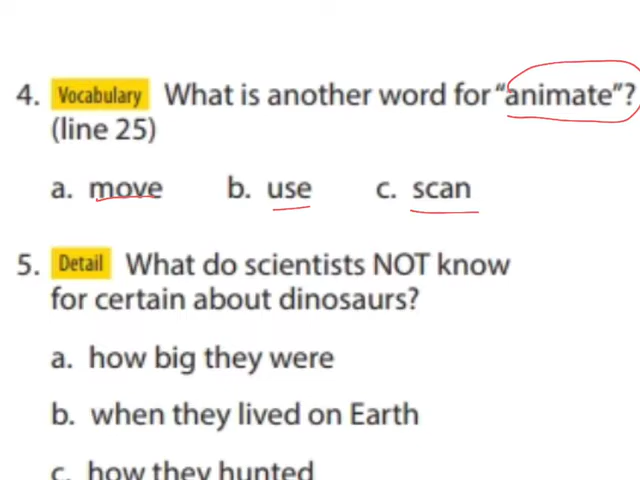 4. Vocabulary What is another word for "animate"?
(line 25)
a. move b. use c. scan
5. Detail What do scientists NOT know
for certain about dinosaurs?
a. how big they were
b. when they lived on Earth
c. how they hunted